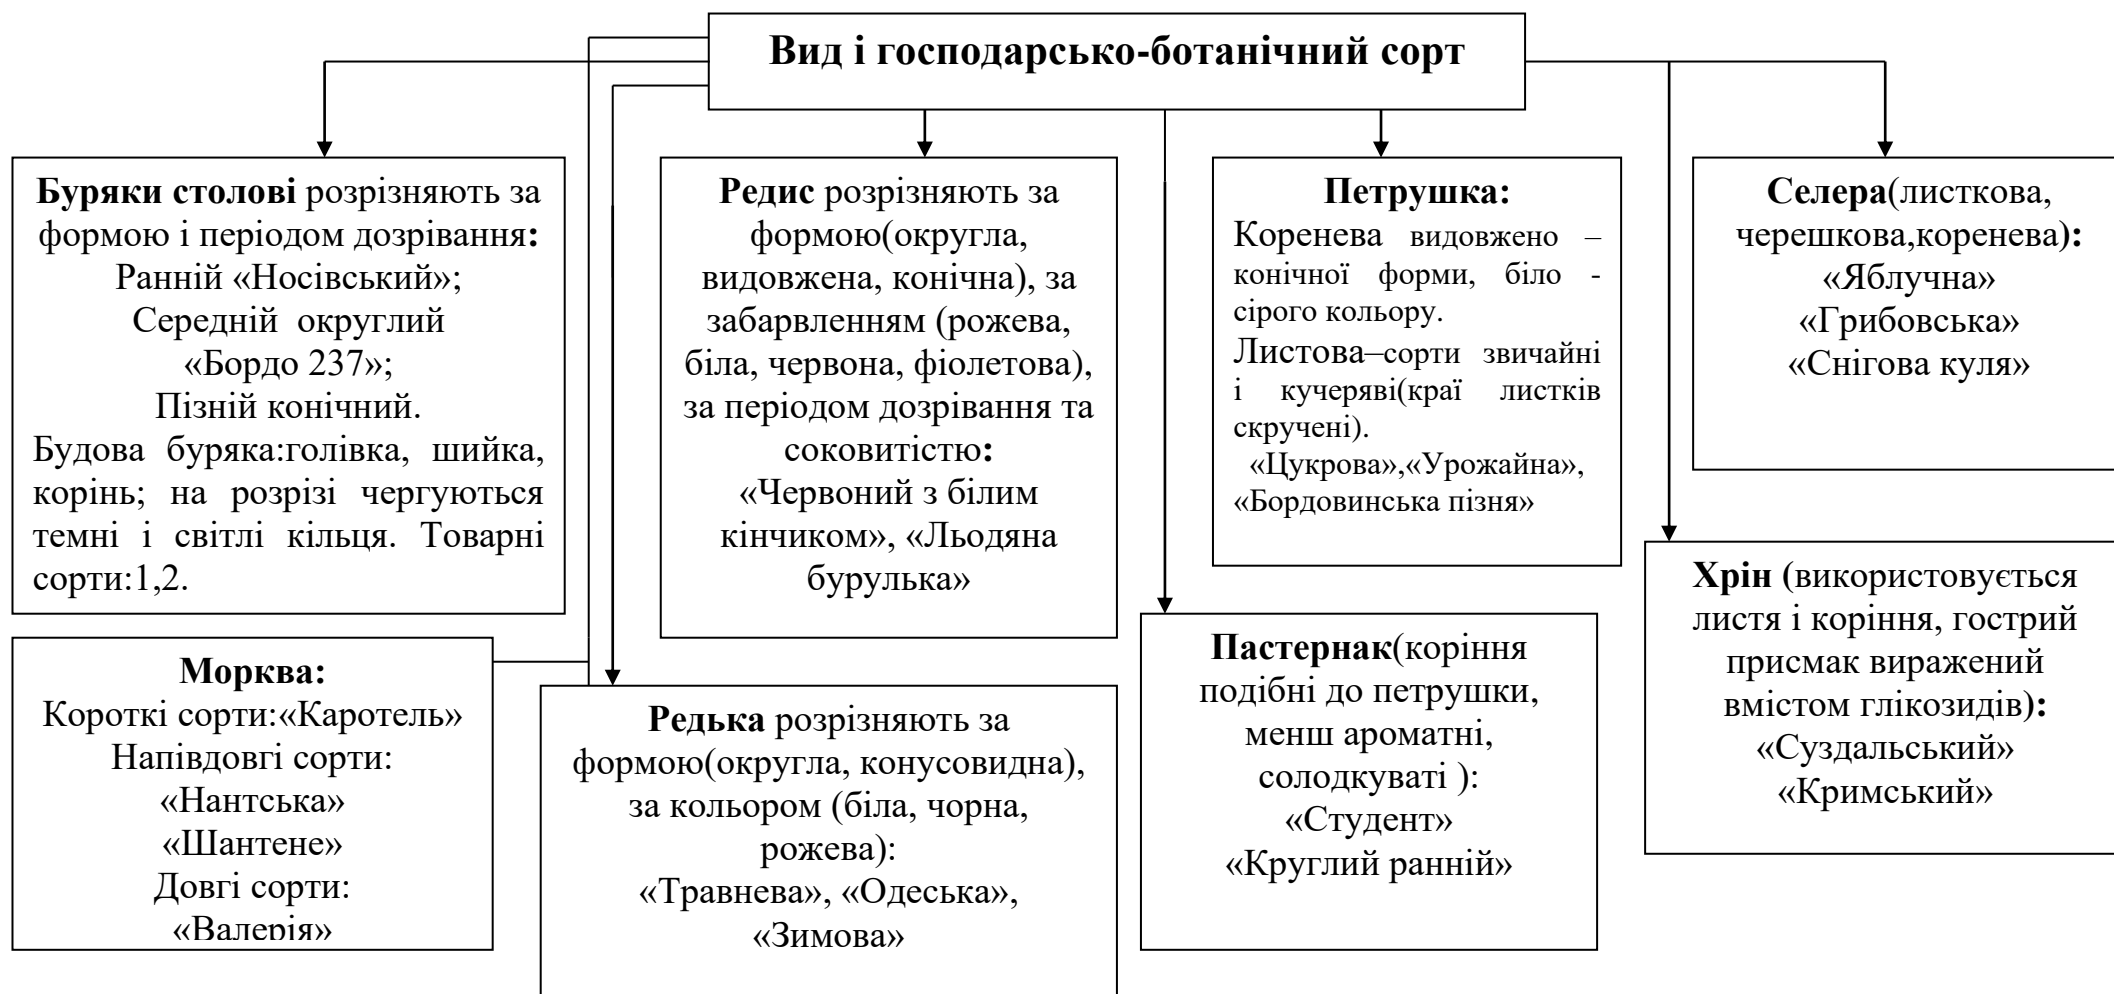 Вид і господарсько-ботанічний сорт
Буряки столові розрізняють за
формою і періодом дозрівання:
Ранній «Носівський»;
Середній округлий
«Бордо 237»;
Пізній конічний.
Будова буряка:голівка, шийка,
корінь; на розрізі чергуються
темні і світлі кільця. Товарні
сорти:1,2.
Редис розрізняють за
формою(округла,
видовжена, конічна), за
забарвленням (рожева,
біла, червона, фіолетова),
за періодом дозрівання та
соковитістю:
«Червоний з білим
кінчиком», «Льодяна
бурулька»
Петрушка:
Коренева видовжено –
конічної форми, біло -
сірого кольору.
Листова–сорти звичайні
і кучеряві(краї листків
скручені).
«Цукрова»,«Урожайна»,
«Бордовинська пізня»
Селера(листкова,
черешкова,коренева):
«Яблучна»
«Грибовська»
«Снігова куля»
Морква:
Короткі сорти:«Каротель»
Напівдовгі сорти:
«Нантська»
«Шантене»
Довгі сорти:
«Валерія»
Редька розрізняють за
формою(округла, конусовидна),
за кольором (біла, чорна,
рожева):
«Травнева», «Одеська»,
«Зимова»
Пастернак(коріння
подібні до петрушки,
менш ароматні,
солодкуваті ):
«Студент»
«Круглий ранній»
Хрін (використовується
листя і коріння, гострий
присмак виражений
вмістом глікозидів):
«Суздальський»
«Кримський»